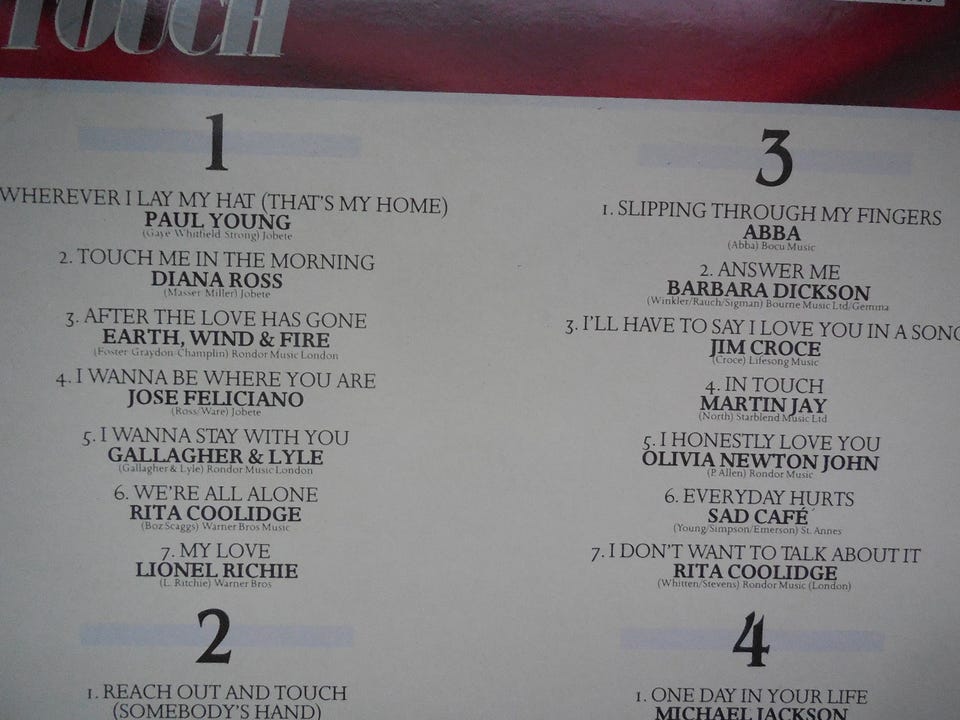 TOUCH
1
WHEREVER I LAY MY HAT (THAT'S MY HOME)
PAUL YOUNG
(Gaye Whitfield Strong) Jobete
2. TOUCH ME IN THE MORNING
DIANA ROSS
(Masser Miller) Jobete
3. AFTER THE LOVE HAS GONE
EARTH, WIND & FIRE
(Foster Graydon Champlin) Rondor Music London
4. I WANNA BE WHERE YOU ARE
JOSE FELICIANO
(Ross/Ware) Jobete
5. I WANNA STAY WITH YOU
GALLAGHER & LYLE
(Gallagher & Lyle) Rondor Music London
6. WE'RE ALL ALONE
RITA COOLIDGE
(Boz Scaggs) Warner Bros Music
7. MY LOVE
LIONEL RICHIE
(L. Ritchie) Warner Bros
2
1. REACH OUT AND TOUCH
(SOMEBODY'S HAND)
3
1. SLIPPING THROUGH MY FINGERS
ABBA
(Abba) Bocu Music
2. ANSWER ME
BARBARA DICKSON
(Winkler/Rauch/Sigman) Bourne Music Ltd/Gemma
3. I'LL HAVE TO SAY I LOVE YOU IN A SONG
JIM CROCE
(Croce) Lifesong Music
4. IN TOUCH
MARTIN JAY
(North) Starblend Music Ltd
5. I HONESTLY LOVE YOU
OLIVIA NEWTON JOHN
(P Allen) Rondor Music
6. EVERYDAY HURTS
SAD CAFÉ
(Young/Simpson/Emerson) St. Annes
7. I DON'T WANT TO TALK ABOUT IT
RITA COOLIDGE
(Whitten/Stevens) Rondor Music (London)
4
1. ONE DAY IN YOUR LIFE
MICHAEL JACKSON